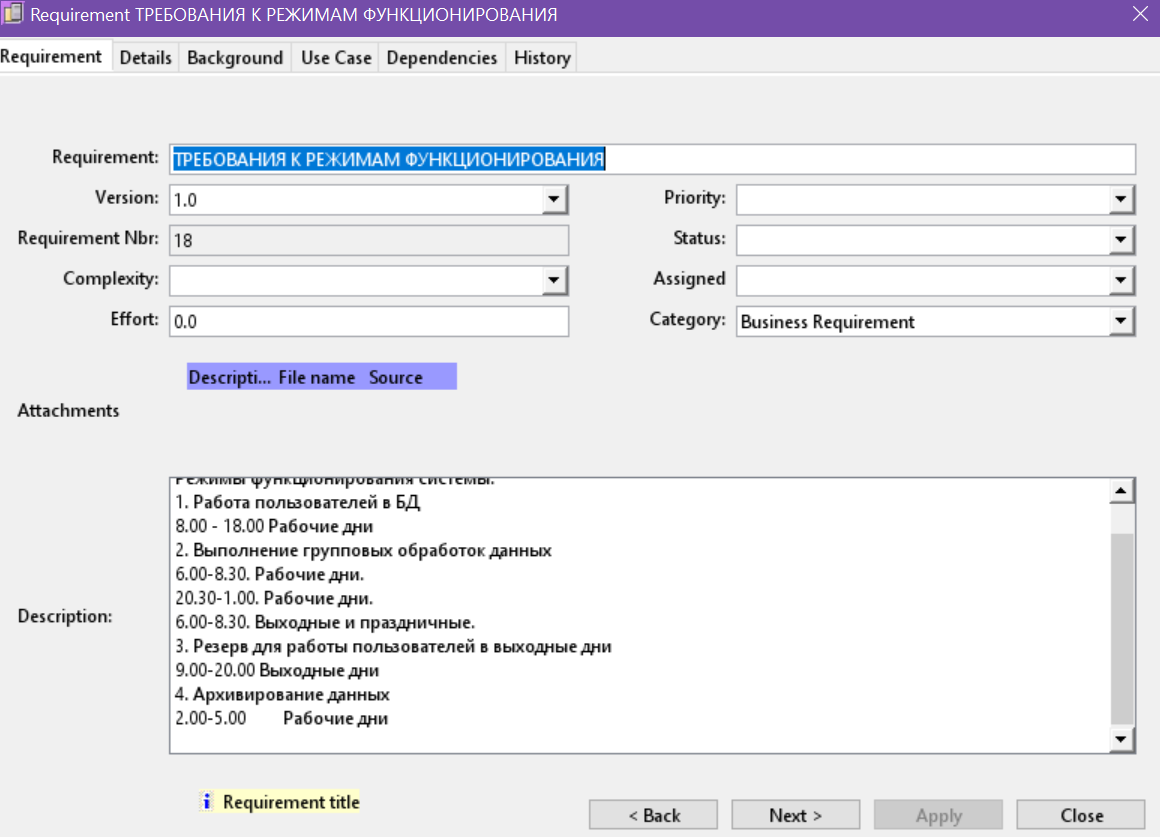 Requirement ТРЕБОВАНИЯ К РЕЖИМАМ ФУНКЦИОНИРОВАНИЯ
Requirement Details Background Use Case Dependencies History
Requirement: ТРЕБОВАНИЯ К РЕЖИМАМ ФУНКЦИОНИРОВАНИЯ
Version: 1.0 Priority:
Requirement Nbr: 18 Status:
Complexity: Assigned
Effort: 0.0 Category: Business Requirement
Descripti... File name Source
Attachments
Режимы функционирования системы.
1. Работа пользователей в БД
8.00 - 18.00 Рабочие дни
2. Выполнение групповых обработок данных
6.00-8.30. Рабочие дни.
20.30-1.00. Рабочие дни.
6.00-8.30. Выходные и праздничные.
Description:
3. Резерв для работы пользователей в выходные дни
9.00-20.00 Выходные дни
4. Архивирование данных
2.00-5.00 Рабочие дни
i Requirement title
< Back Next > Apply Close